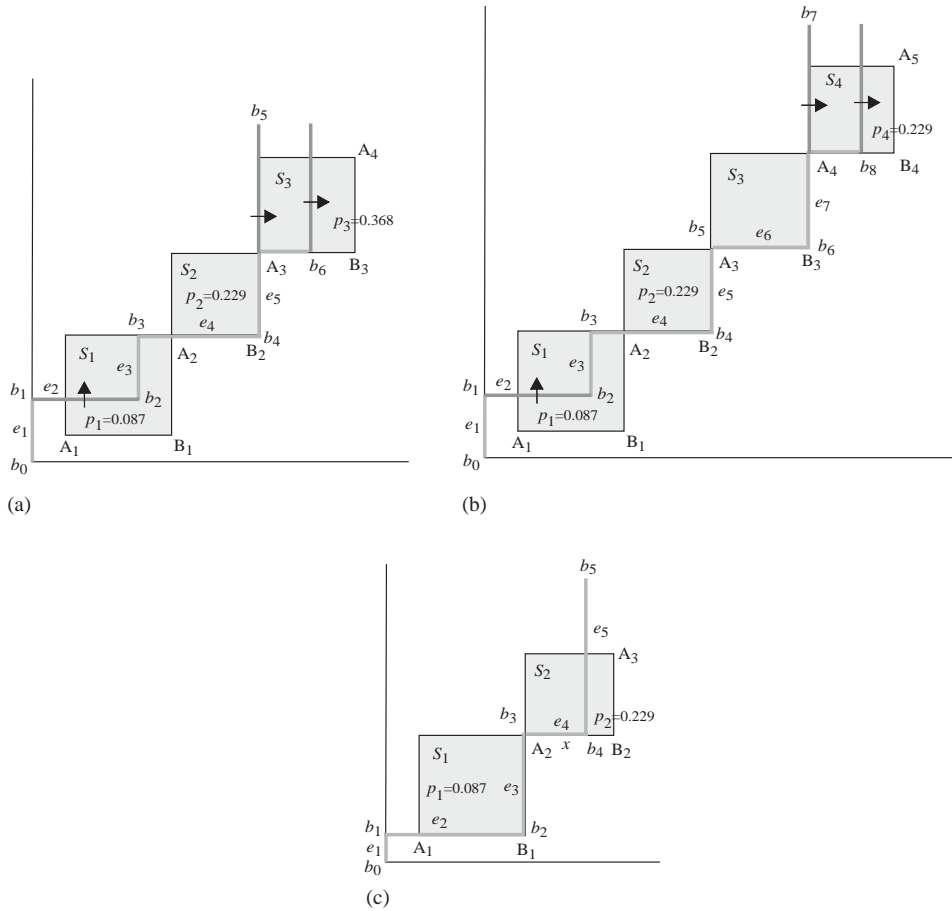 b5
A4
S3
p3=0.368
A3
b6
B3
S2
p2=0.229
e5
b3
e4
b4
S1
A2
B2
e3
b1
e2
b2
p1=0.087
e1
A1
B1
b0
(a)
b7
A5
S4
p4=0.229
A4
b8
B4
S3
e7
b5
e6
b6
A3
B3
S2
p2=0.229
e5
b3
e4
b4
S1
A2
B2
e3
b1
e2
b2
p1=0.087
e1
A1
B1
b0
(b)
b5
e5
A3
S2
b3
e4
p2=0.229
A2
x
b4
B2
S1
p1=0.087
e3
e2
b1
b2
e1
A1
B1
b0
(c)